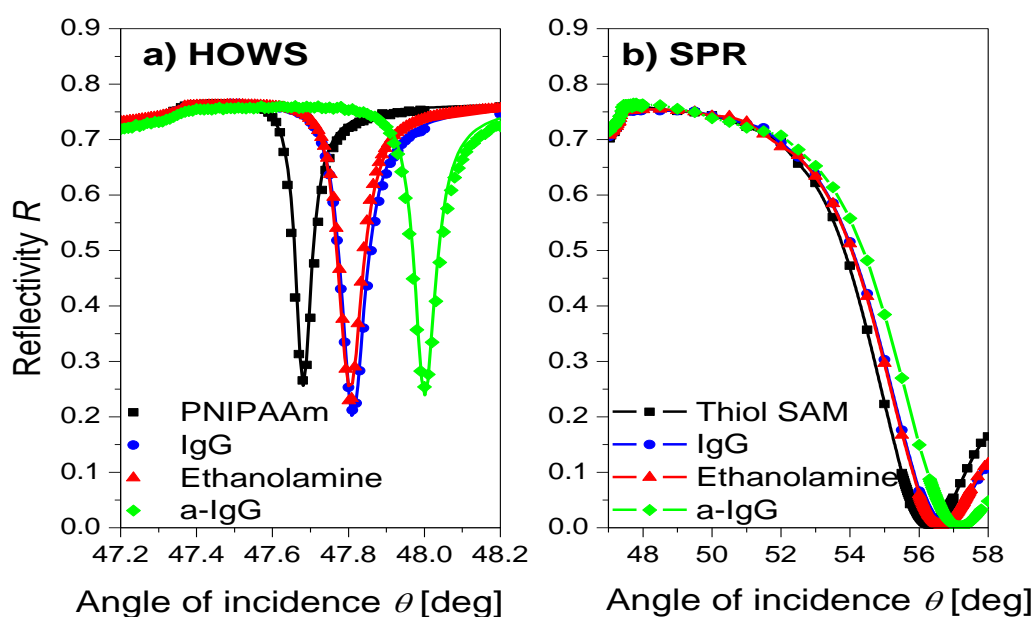 a) HOWS
b) SPR
Reflectivity R
0.9
0.8
0.7
0.6
0.5
0.4
0.3
0.2
0.1
0.0
PNIPAAm
IgG
Ethanolamine
a-IgG
47.2 47.4 47.6 47.8 48.0 48.2
Angle of incidence θ [deg]
0.9
0.8
0.7
0.6
0.5
0.4
0.3
0.2
0.1
0.0
Thiol SAM
IgG
Ethanolamine
a-IgG
48 50 52 54 56 58
Angle of incidence θ [deg]